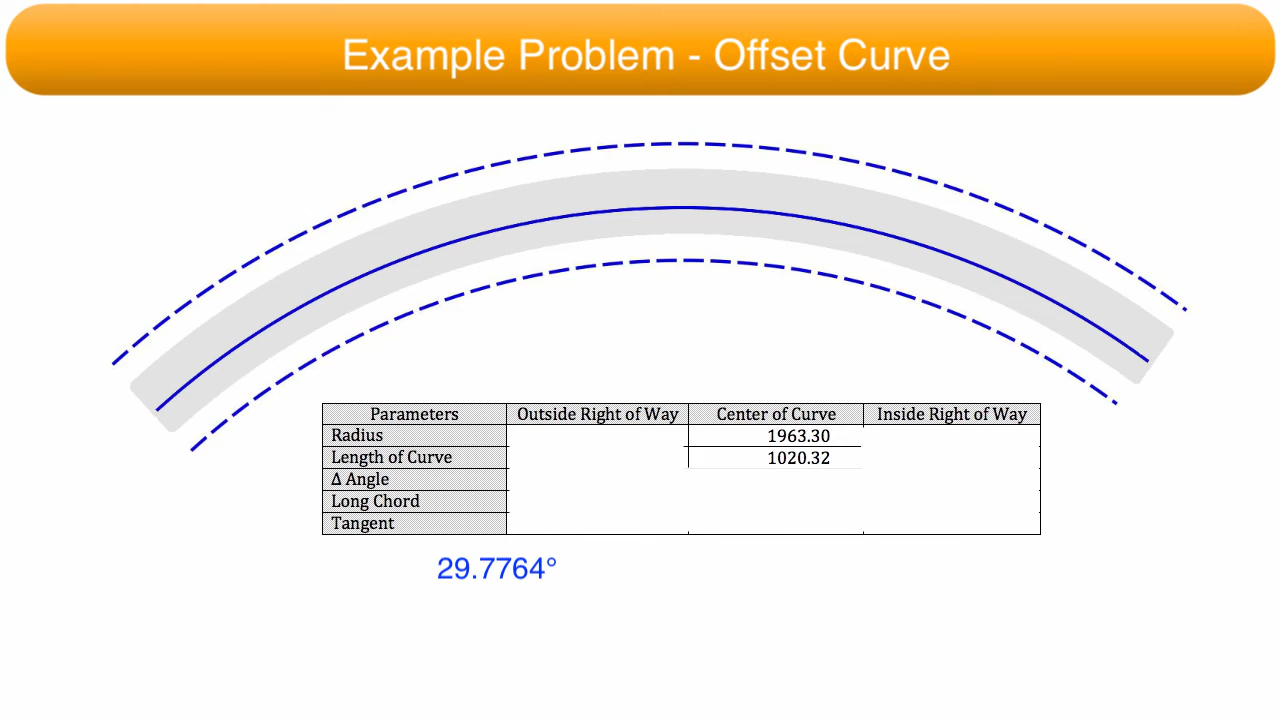 Example Problem - Offset Curve
Parameters Outside Right of Way Center of Curve Inside Right of Way
Radius 1963.30
Length of Curve 1020.32
Δ Angle
Long Chord
Tangent
29.7764°